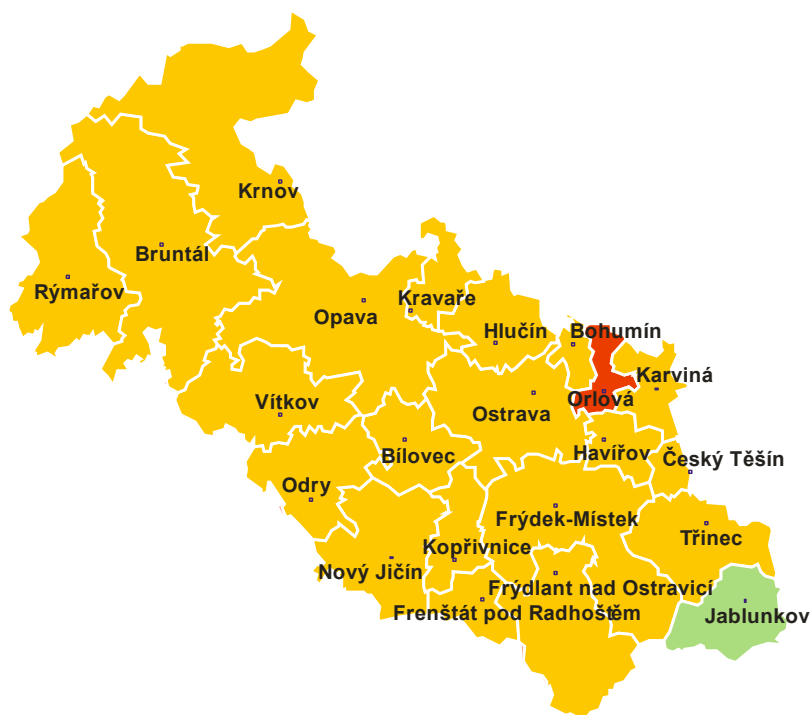 Krnov
Bruntál
Rýmařov
Kravaře
Opava
Hlučín
Bohumín
Karviná
Orlová
Vítkov
Ostrava
Bílovec
Havířov
Český Těšín
Odry
Frýdek-Místek
Třinec
Kopřivnice
Nový Jičín
Frýdlant nad Ostravicí
Frenštát pod Radhoštěm
Jablunkov